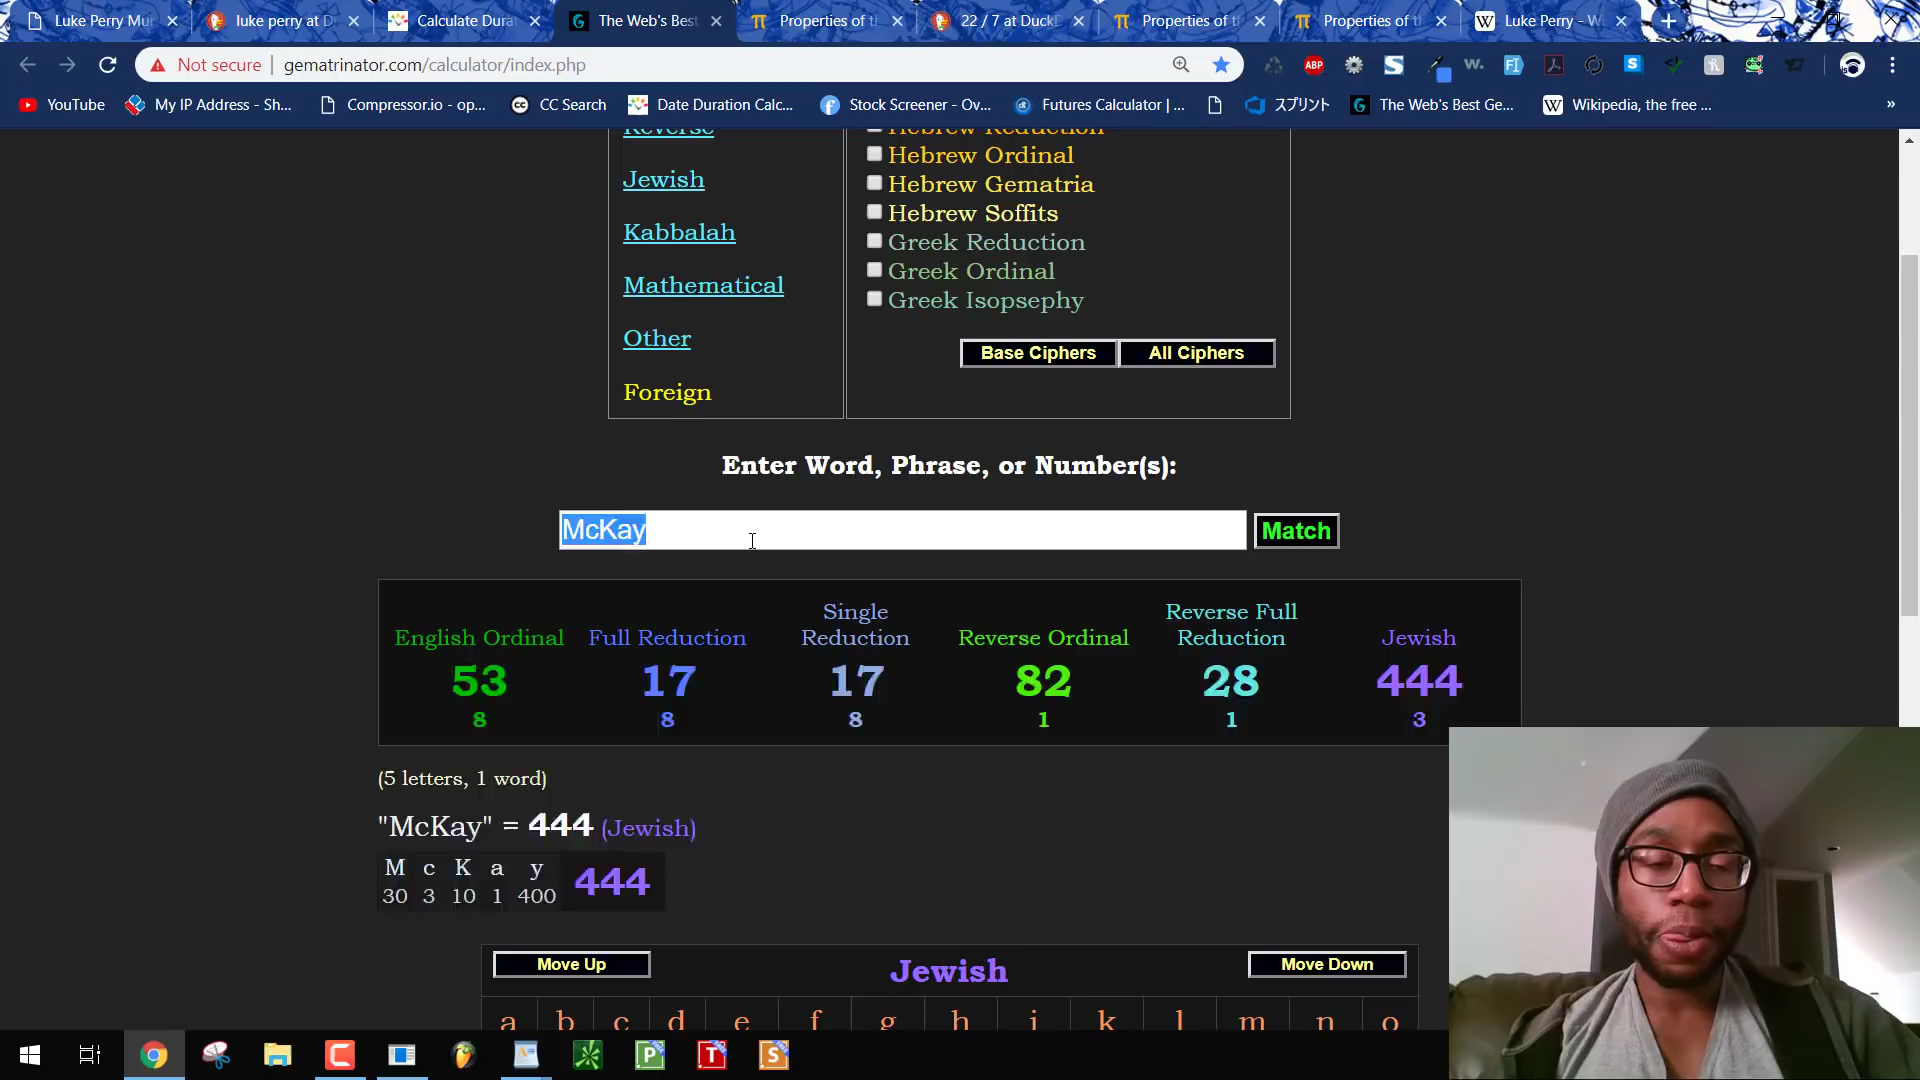 Luke Perry Mur
luke perry at D
Calculate Dura
The Web's Best
Properties of t
22 / 7 at DuckD
Properties of t
Properties of t
Luke Perry - W
Not secure
gematrinator.com/calculator/index.php
YouTube
My IP Address - Sh...
Compressor.io - op...
CC Search
Date Duration Calc...
Stock Screener - Ov...
Futures Calculator | ...
スプリント
The Web's Best Ge...
Wikipedia, the free ...
»
Reverse
Jewish
Kabbalah
Mathematical
Other
Foreign
Hebrew Reduction
Hebrew Ordinal
Hebrew Gematria
Hebrew Soffits
Greek Reduction
Greek Ordinal
Greek Isopsephy
Base Ciphers
All Ciphers
Enter Word, Phrase, or Number(s):
McKay
Match
English Ordinal
53
8
Full Reduction
17
8
Single
Reduction
17
8
Reverse Ordinal
82
1
Reverse Full
Reduction
28
1
Jewish
444
3
(5 letters, 1 word)
"McKay" = 444 (Jewish)
M c K a y
30 3 10 1 400 444
Move Up
Jewish
Move Down
a b c d e f g h i k l m n o